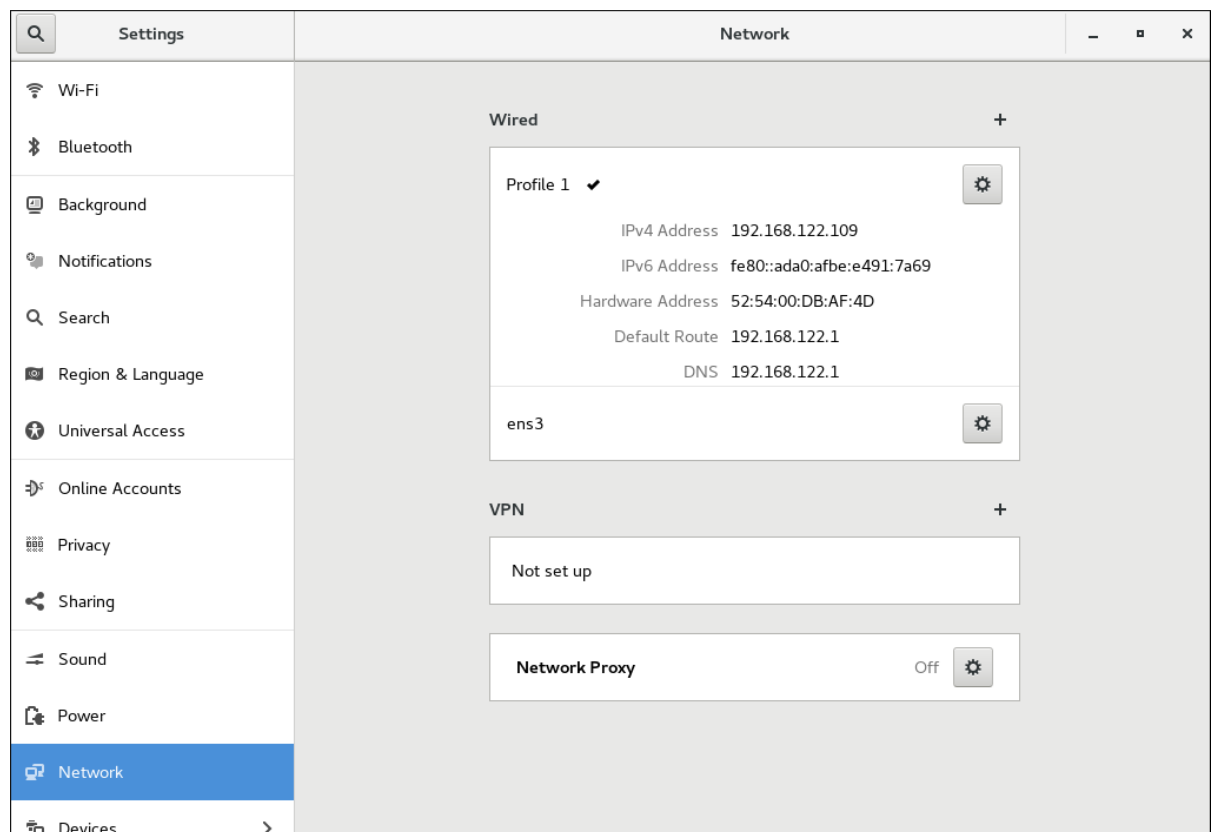 Settings
Network
Wi-Fi
Bluetooth
Background
Notifications
Search
Region & Language
Universal Access
Online Accounts
Privacy
Sharing
Sound
Power
Network
Devices
Wired
Profile 1
IPv4 Address 192.168.122.109
IPv6 Address fe80::ada0:afbe:e491:7a69
Hardware Address 52:54:00:DB:AF:4D
Default Route 192.168.122.1
DNS 192.168.122.1
ens3
VPN
Not set up
Network Proxy Off